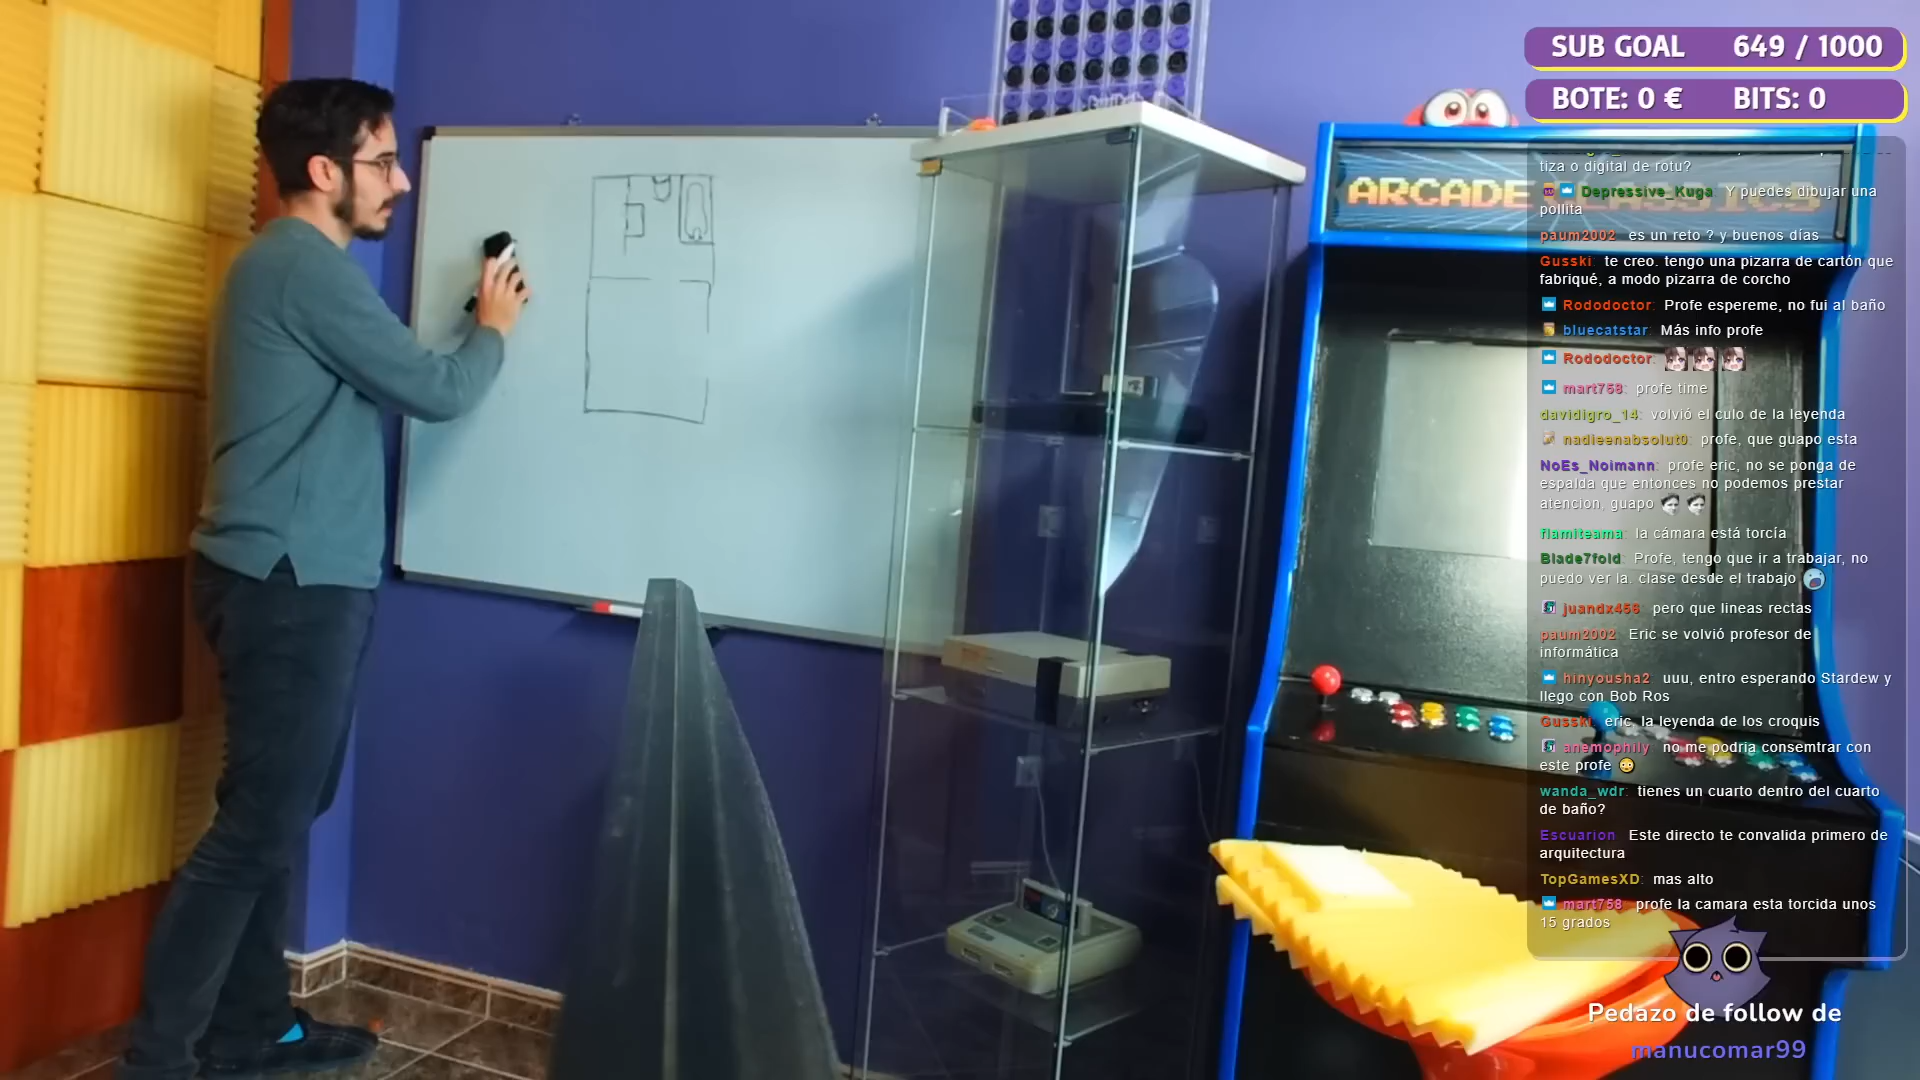 SUB GOAL 649 / 1000
BOTE: 0 € BITS: 0
ARCADE CLASSICS
tiza o digital de rotu?
Depressive_Kuga: Y puedes dibujar una
pollita
paum2002: es un reto ? y buenos días
Gusski: te creo. tengo una pizarra de cartón que
fabriqué, a modo pizarra de corcho
Rododoctor: Profe espereme, no fui al baño
bluecatstar: Más info profe
Rododoctor:
mart758: profe time
davidigro_14: volvió el culo de la leyenda
nadieenabsolut0: profe, que guapo esta
NoEs_Noimann: profe eric, no se ponga de
espalda que entonces no podemos prestar
atencion, guapo
flamiteama: la cámara está torcía
Blade7fold: Profe, tengo que ir a trabajar, no
puedo ver la. clase desde el trabajo
juandx458: pero que lineas rectas
paum2002: Eric se volvió profesor de
informática
hinyousha2: uuu, entro esperando Stardew y
llego con Bob Ros
Gusski: eric, la leyenda de los croquis
anemophily: no me podria consemtrar con
este profe
wanda_wdr: tienes un cuarto dentro del cuarto
de baño?
Escuarion: Este directo te convalida primero de
arquitectura
TopGamesXD: mas alto
mart758: profe la camara esta torcida unos
15 grados
Pedazo de follow de
manucomar99